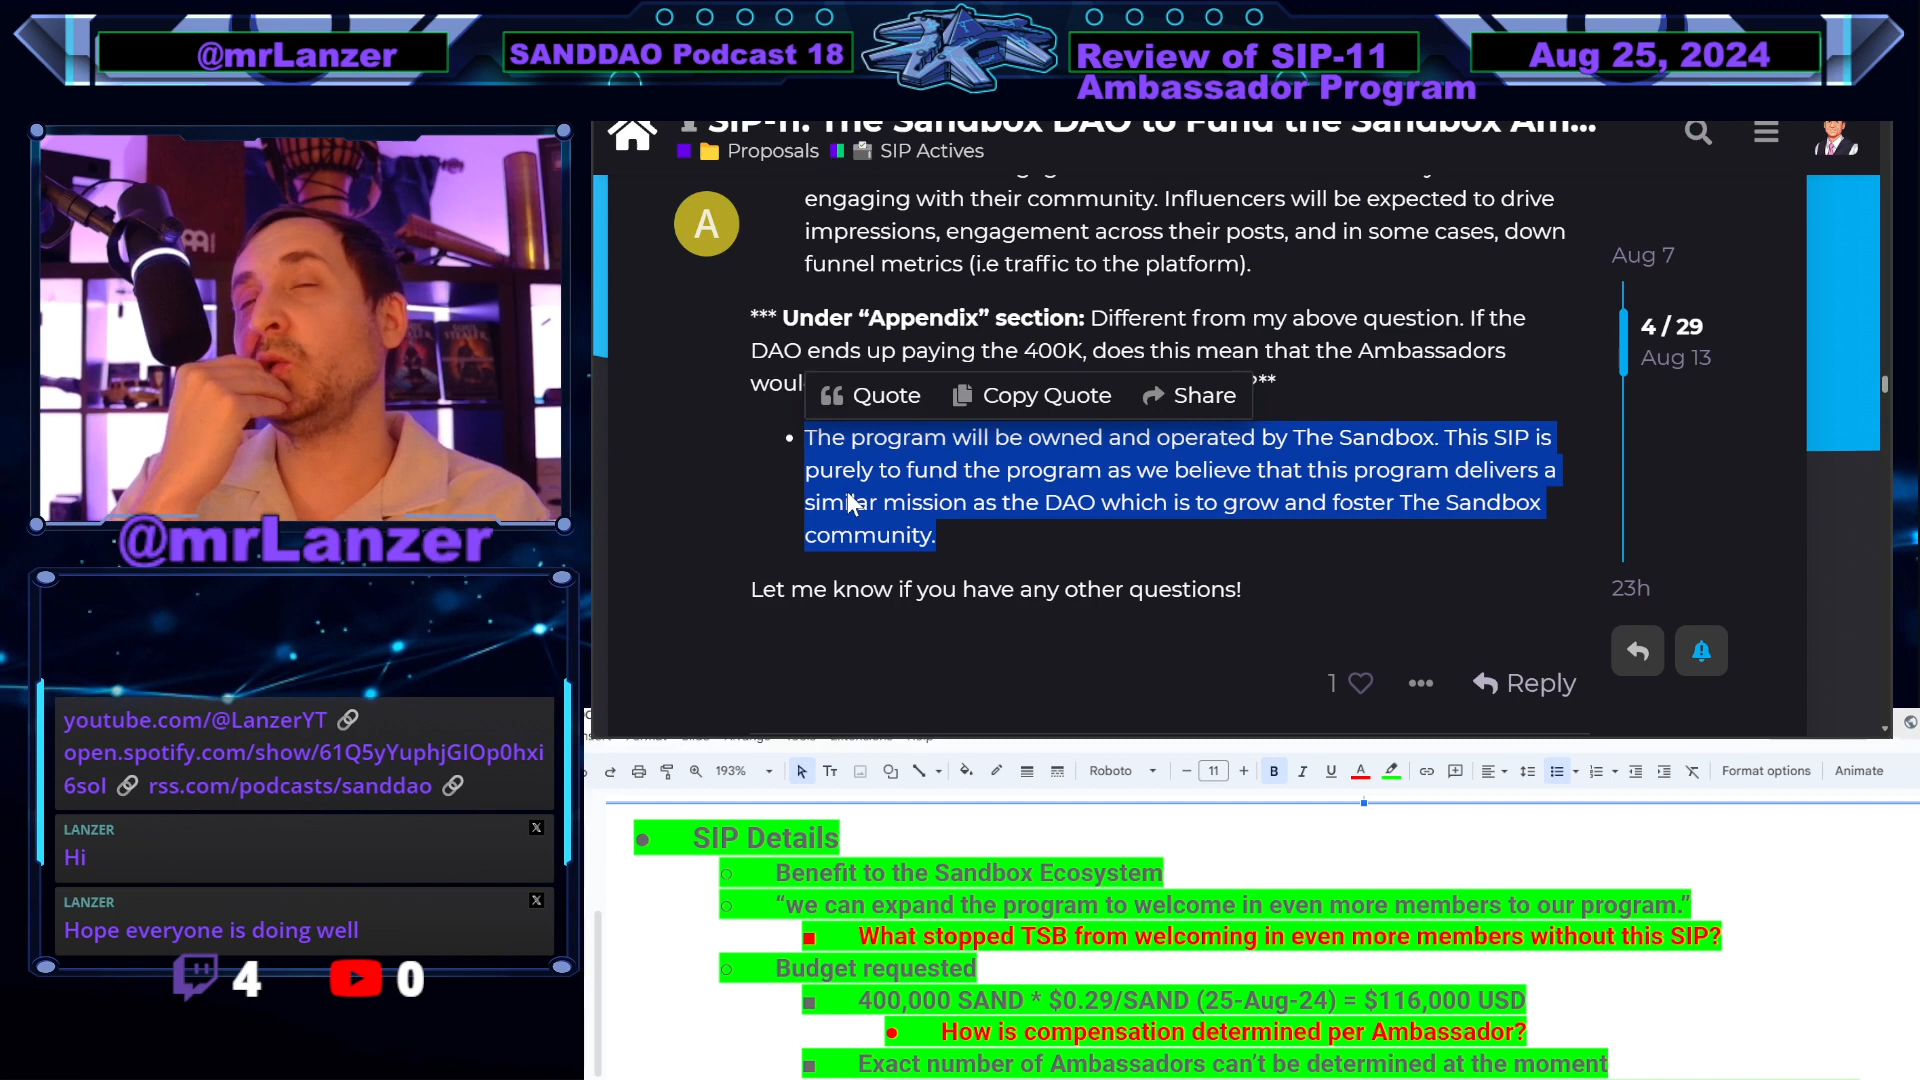 @mrLanzer
SANDDAO Podcast 18
Review of SIP-11
Ambassador Program
Aug 25, 2024
SIP-11: The Sandbox DAO to Fund the Sandbox Am...
Proposals
SIP Actives
A
engaging with their community. Influencers will be expected to drive
impressions, engagement across their posts, and in some cases, down
funnel metrics (i.e traffic to the platform).
*** Under “Appendix” section: Different from my above question. If the
DAO ends up paying the 400K, does this mean that the Ambassadors
?**
Quote
Copy Quote
Share
• The program will be owned and operated by The Sandbox. This SIP is
purely to fund the program as we believe that this program delivers a
similar mission as the DAO which is to grow and foster The Sandbox
community.
Let me know if you have any other questions!
1
Reply
Aug 7
4 / 29
Aug 13
23h
@mrLanzer
youtube.com/@LanzerYT
open.spotify.com/show/61Q5yYuphjGIOp0hxi
6sol rss.com/podcasts/sanddao
LANZER
Hi
LANZER
Hope everyone is doing well
4
0
193%
Roboto
11
B
I
U
A
Format options
Animate
SIP Details
Benefit to the Sandbox Ecosystem
“we can expand the program to welcome in even more members to our program.”
What stopped TSB from welcoming in even more members without this SIP?
Budget requested
400,000 SAND * $0.29/SAND (25-Aug-24) = $116,000 USD
How is compensation determined per Ambassador?
Exact number of Ambassadors can’t be determined at the moment